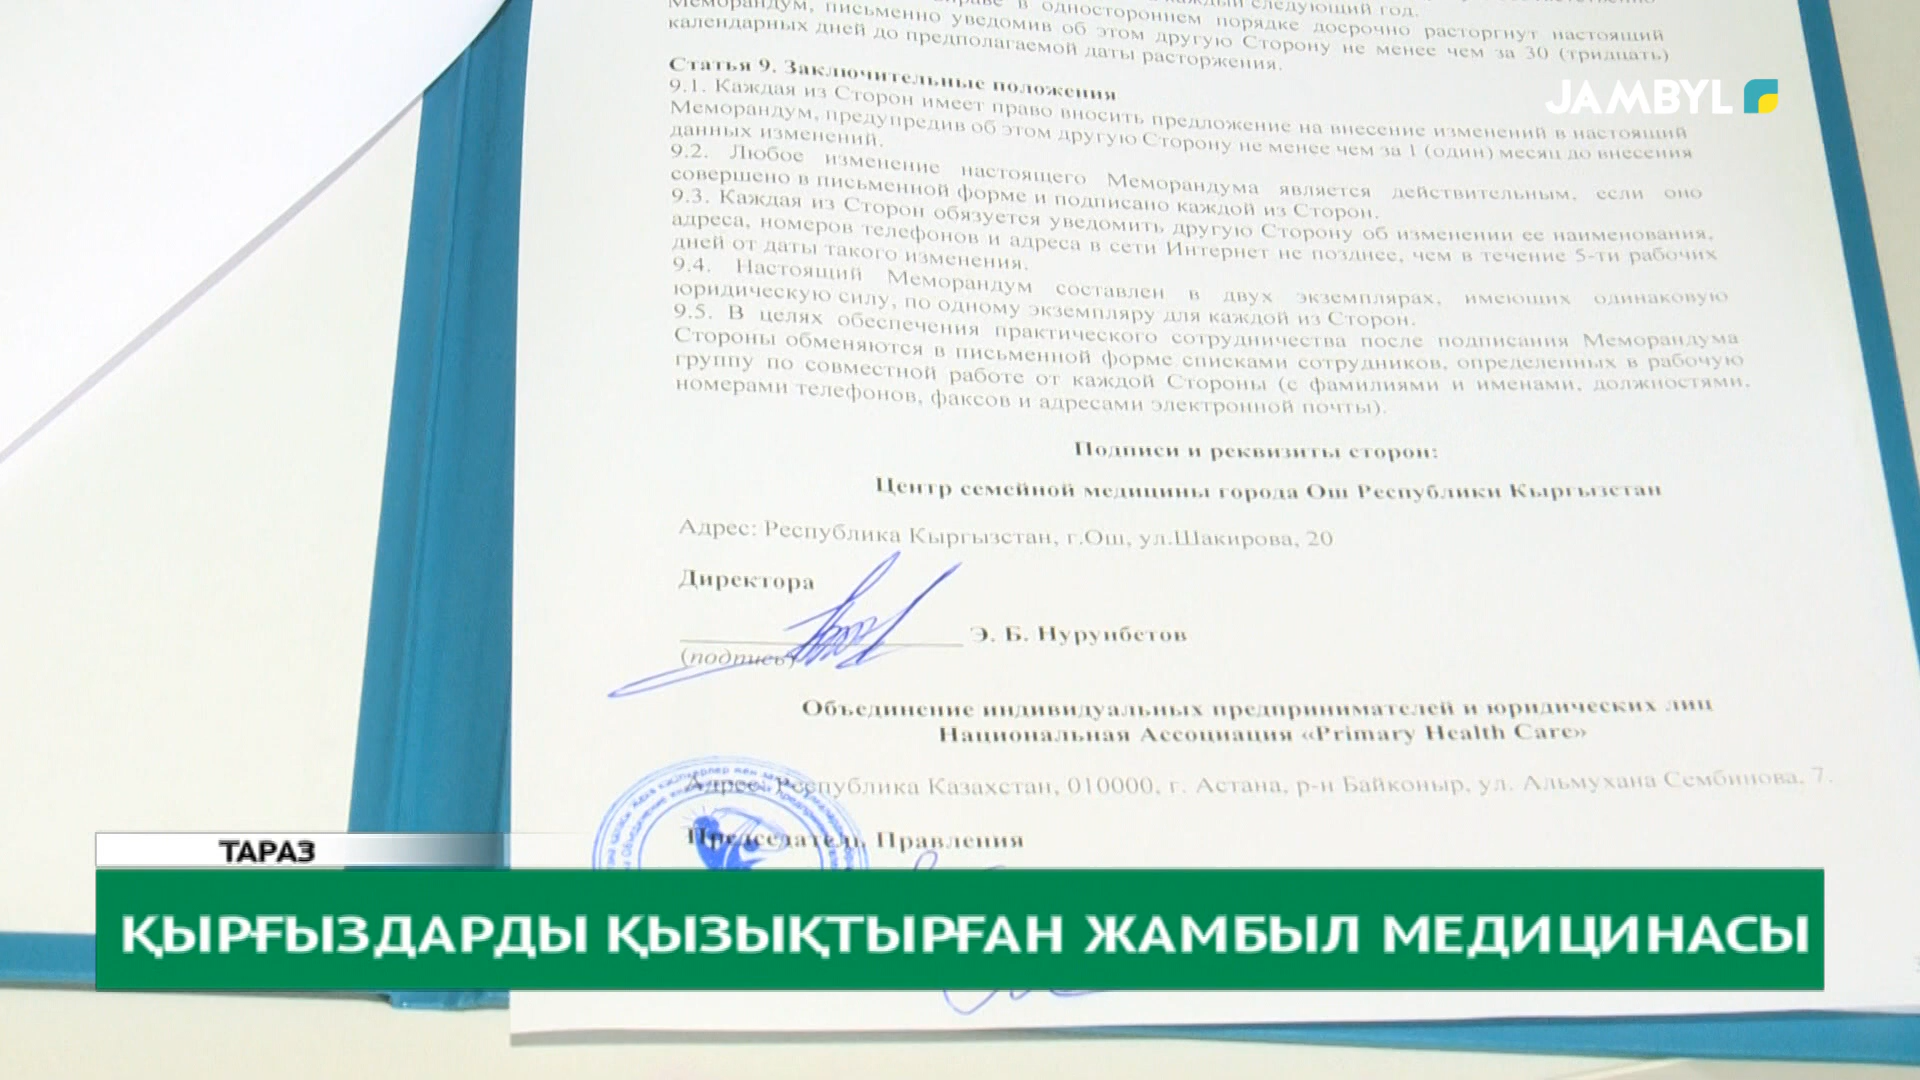 в одностороннем порядке досрочно расторгнут настоящий
Меморандум, письменно уведомив об этом другую Сторону не менее чем за 30 (тридцать)
календарных дней до предполагаемой даты расторжения.
Статья 9. Заключительные положения
9.1. Каждая из Сторон имеет право вносить предложение на внесение изменений в настоящий
Меморандум, предупредив об этом другую Сторону не менее чем за 1 (один) месяц до внесения
данных изменений.
9.2. Любое изменение настоящего Меморандума является действительным, если оно
совершено в письменной форме и подписано каждой из Сторон.
9.3. Каждая из Сторон обязуется уведомить другую Сторону об изменении ее наименования,
адреса, номеров телефонов и адреса в сети Интернет не позднее, чем в течение 5-ти рабочих
дней от даты такого изменения.
9.4. Настоящий Меморандум составлен в двух экземплярах, имеющих одинаковую
юридическую силу, по одному экземпляру для каждой из Сторон.
9.5. В целях обеспечения практического сотрудничества после подписания Меморандума
Стороны обменяются в письменной форме списками сотрудников, определенных в рабочую
группу по совместной работе от каждой Стороны (с фамилиями и именами, должностями,
номерами телефонов, факсов и адресами электронной почты).
Подписи и реквизиты сторон:
Центр семейной медицины города Ош Республики Кыргызстан
Адрес: Республика Кыргызстан, г.Ош, ул.Шакирова, 20
Директора
Э. Б. Нурунбетов
(подпись)
Объединение индивидуальных предпринимателей и юридических лиц
Национальная Ассоциация «Primary Health Care»
Адрес: Республика Казахстан, 010000, г. Астана, р-н Байконыр, ул. Альмухана Сембинова, 7.
Председатель Правления
JAMBYL
ТАРАЗ
ҚЫРҒЫЗДАРДЫ ҚЫЗЫҚТЫРҒАН ЖАМБЫЛ МЕДИЦИНАСЫ